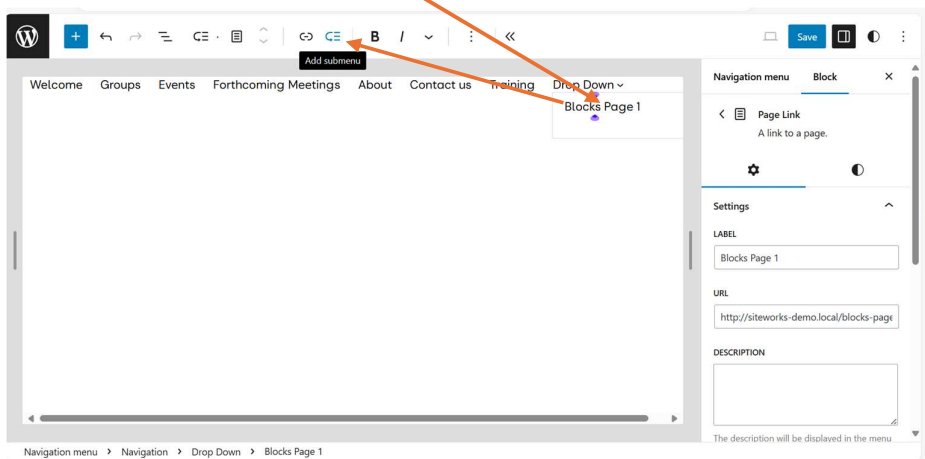 B I
Save
Add submenu
Welcome Groups Events Forthcoming Meetings About Contact us Training Drop Down
Blocks Page 1
Navigation menu Block
Page Link
A link to a page.
Settings
LABEL
Blocks Page 1
URL
http://siteworks-demo.local/blocks-page
DESCRIPTION
The description will be displayed in the menu
Navigation menu > Navigation > Drop Down > Blocks Page 1